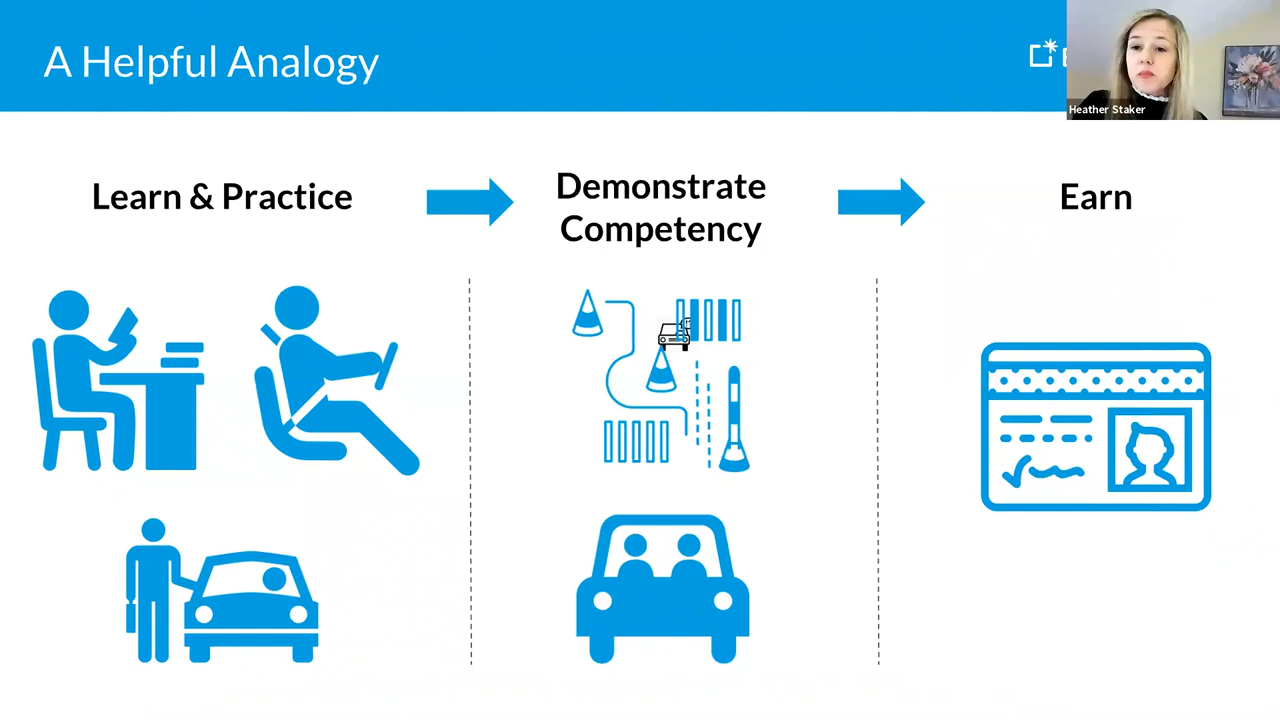 A Helpful Analogy
Heather Staker
Learn & Practice
Demonstrate
Competency
Earn